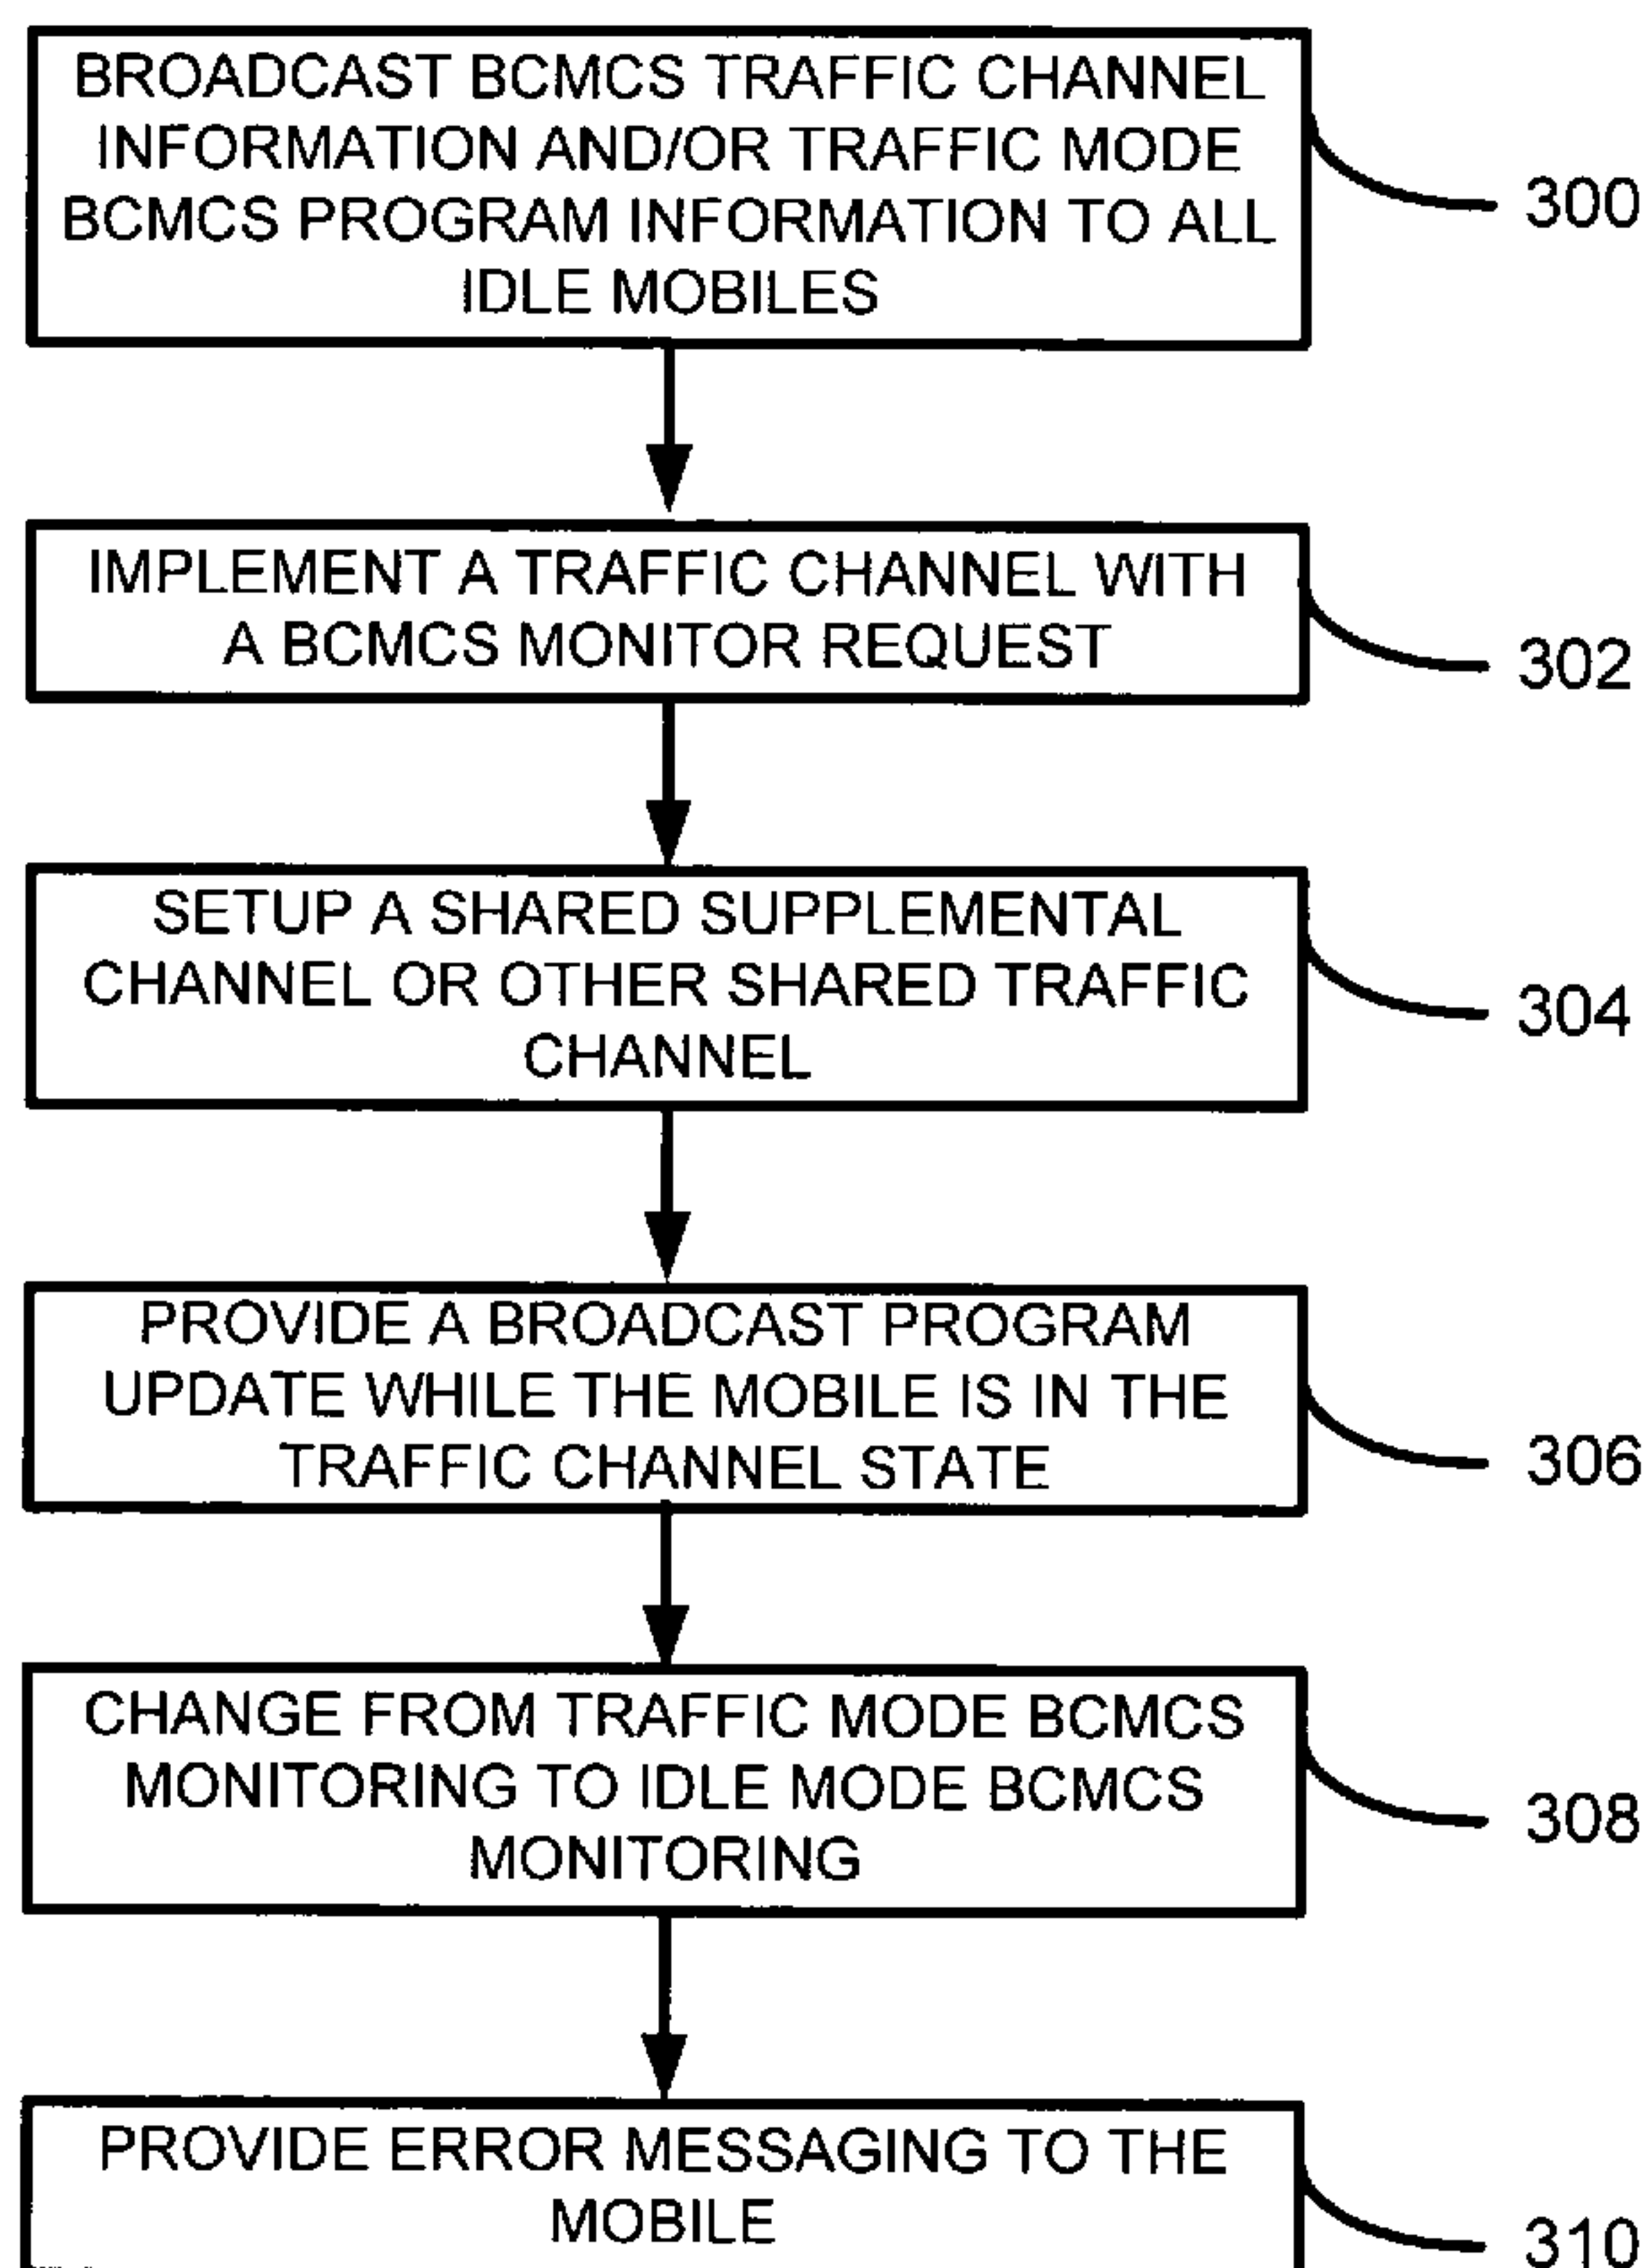 BROADCAST BCMCS TRAFFIC CHANNEL
INFORMATION AND/OR TRAFFIC MODE
BCMCS PROGRAM INFORMATION TO ALL
IDLE MOBILES
300
IMPLEMENT A TRAFFIC CHANNEL WITH
A BCMCS MONITOR REQUEST
302
SETUP A SHARED SUPPLEMENTAL
CHANNEL OR OTHER SHARED TRAFFIC
CHANNEL
304
PROVIDE A BROADCAST PROGRAM
UPDATE WHILE THE MOBILE IS IN THE
TRAFFIC CHANNEL STATE
306
CHANGE FROM TRAFFIC MODE BCMCS
MONITORING TO IDLE MODE BCMCS
MONITORING
308
PROVIDE ERROR MESSAGING TO THE
MOBILE
310